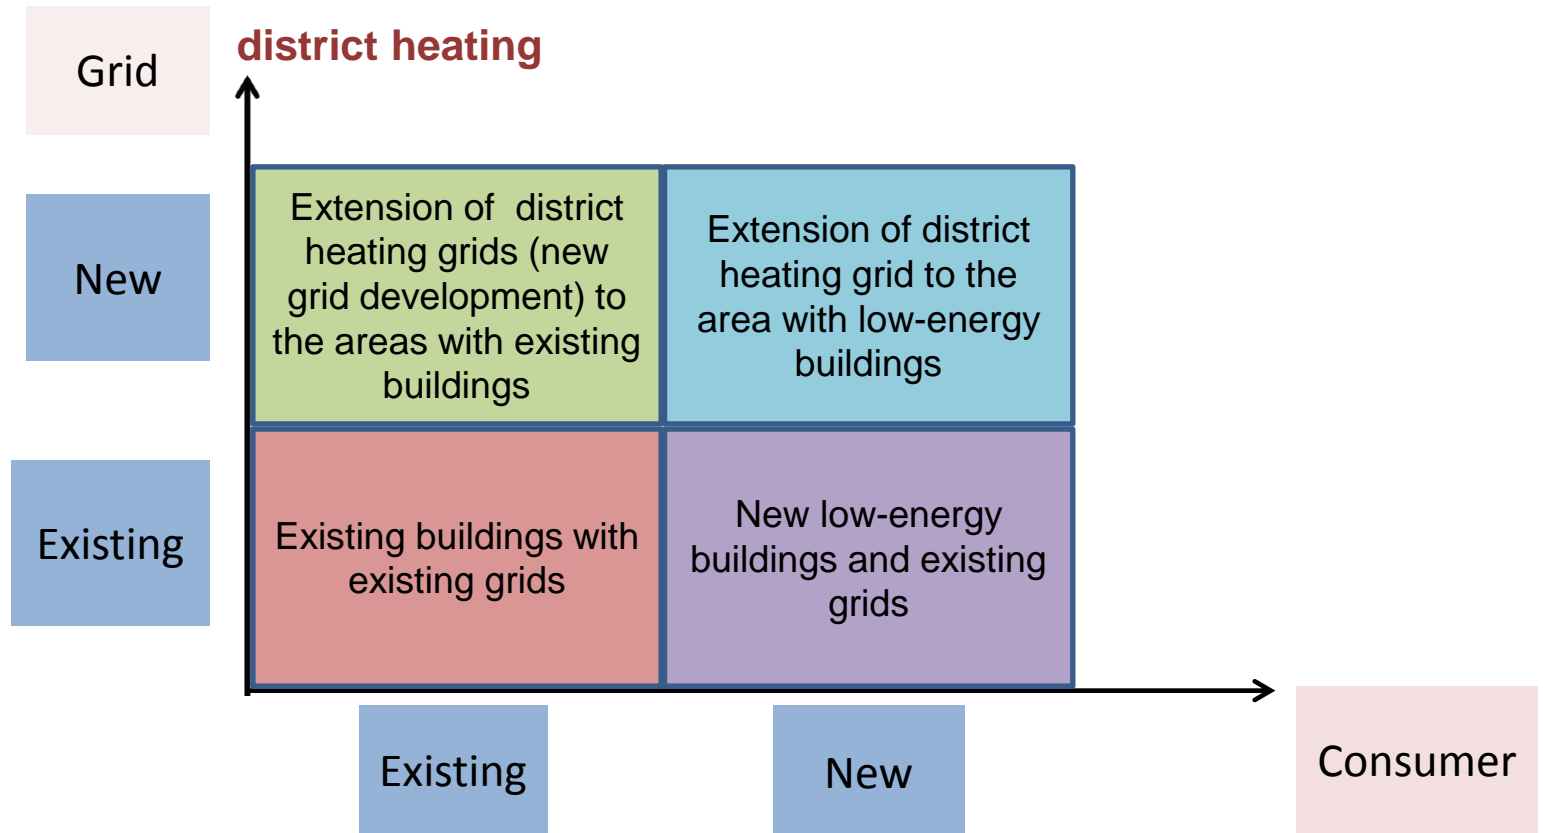 Grid
district heating
New
Extension of  district
heating grids (new
grid development) to
the areas with existing
buildings
Extension of district
heating grid to the
area with low-energy
buildings
Existing
Existing buildings with
existing grids
New low-energy
buildings and existing
grids
Existing
New
Consumer